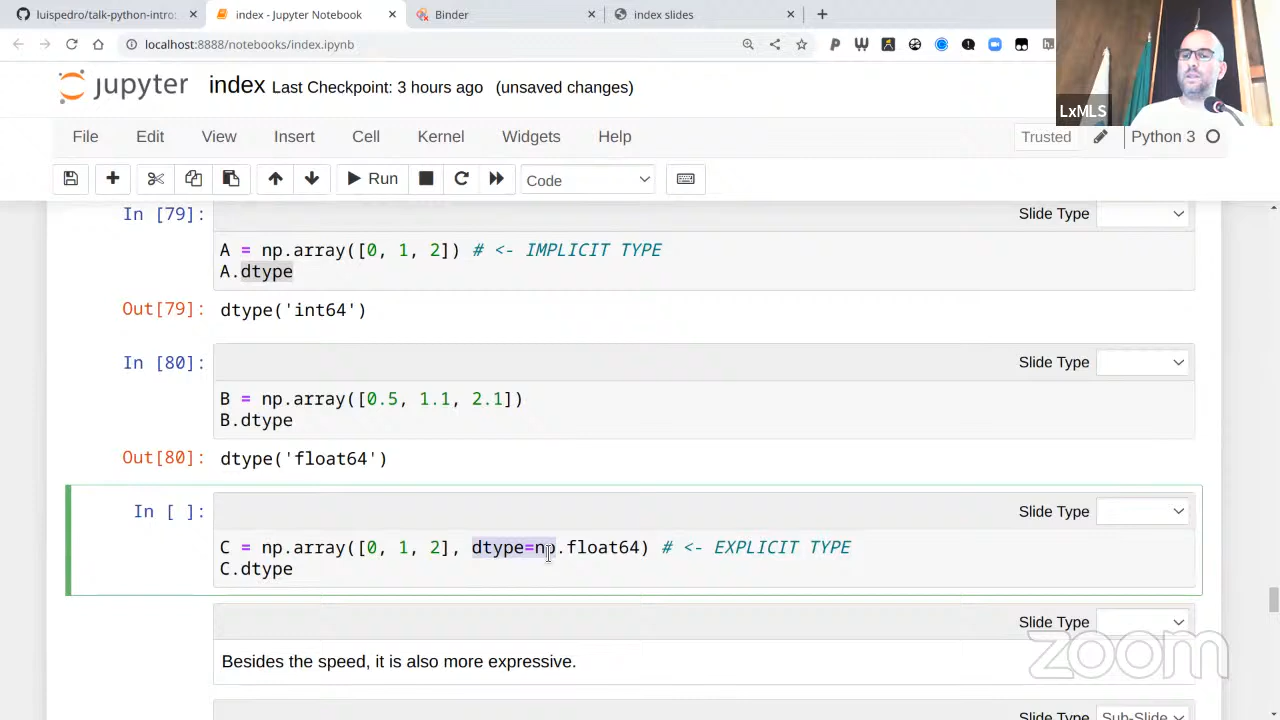 luispedro/talk-python-intro:
index - Jupyter Notebook
Binder
index slides
localhost:8888/notebooks/index.ipynb
LxMLS
jupyter
index Last Checkpoint: 3 hours ago (unsaved changes)
File Edit View Insert Cell Kernel Widgets Help
Trusted
Python 3
Run
Code
In [79]:
Slide Type
A = np.array([0, 1, 2]) # <- IMPLICIT TYPE
A.dtype
Out[79]:
dtype('int64')
In [80]:
Slide Type
B = np.array([0.5, 1.1, 2.1])
B.dtype
Out[80]:
dtype('float64')
In [ ]:
Slide Type
C = np.array([0, 1, 2], dtype=np.float64) # <- EXPLICIT TYPE
C.dtype
Slide Type
zoom
Besides the speed, it is also more expressive.
Slide Type
Sub-Slide